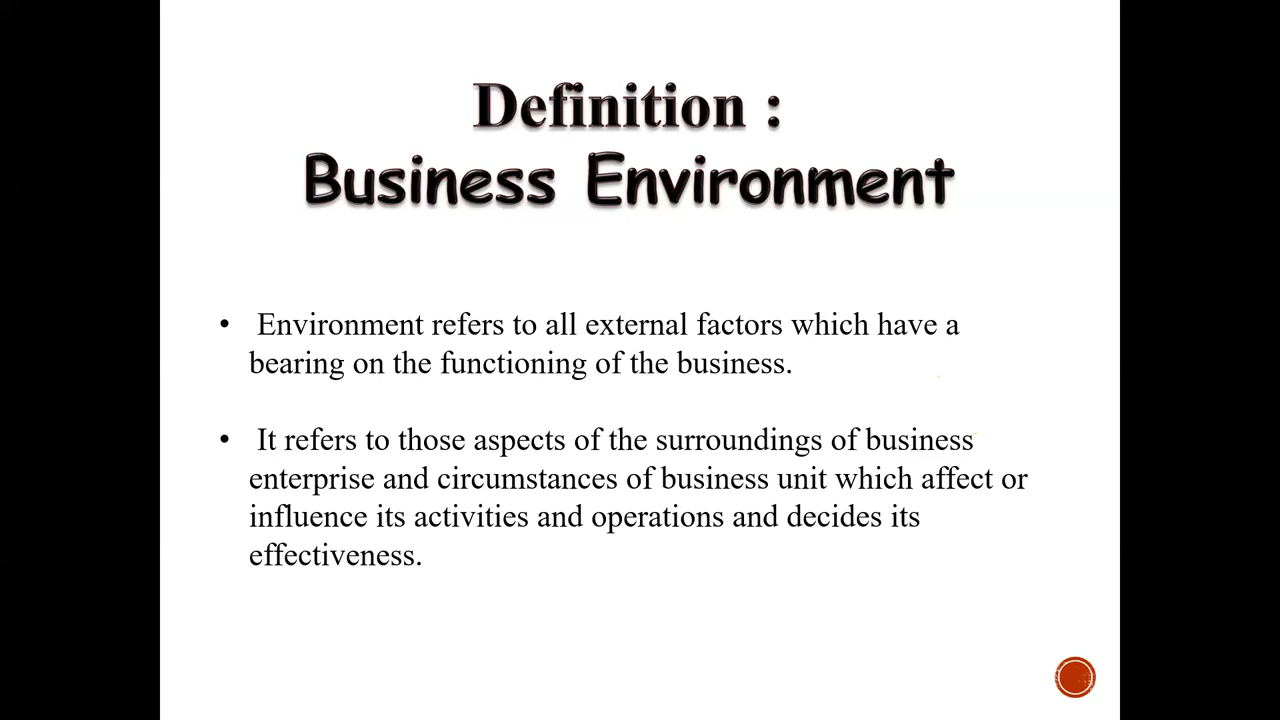 Definition :
Business Environment
• Environment refers to all external factors which have a
bearing on the functioning of the business.
• It refers to those aspects of the surroundings of business
enterprise and circumstances of business unit which affect or
influence its activities and operations and decides its
effectiveness.